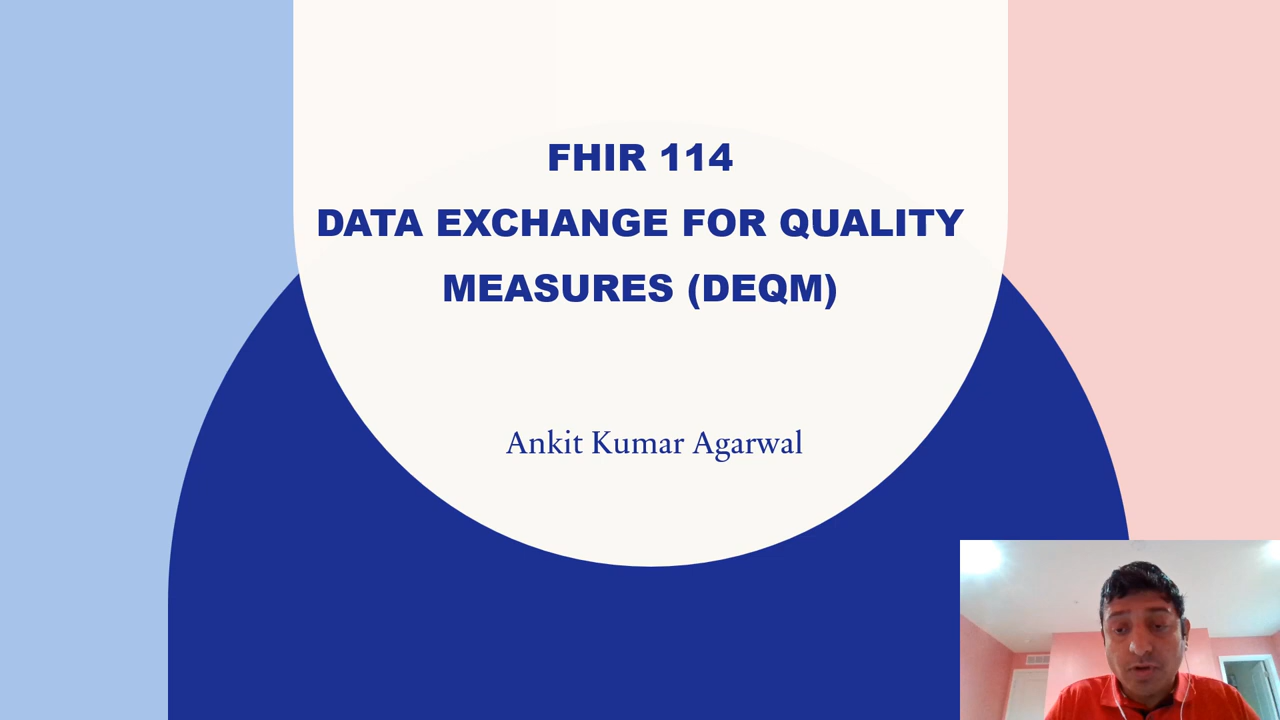 FHIR 114
DATA EXCHANGE FOR QUALITY
MEASURES (DEQM)
Ankit Kumar Agarwal